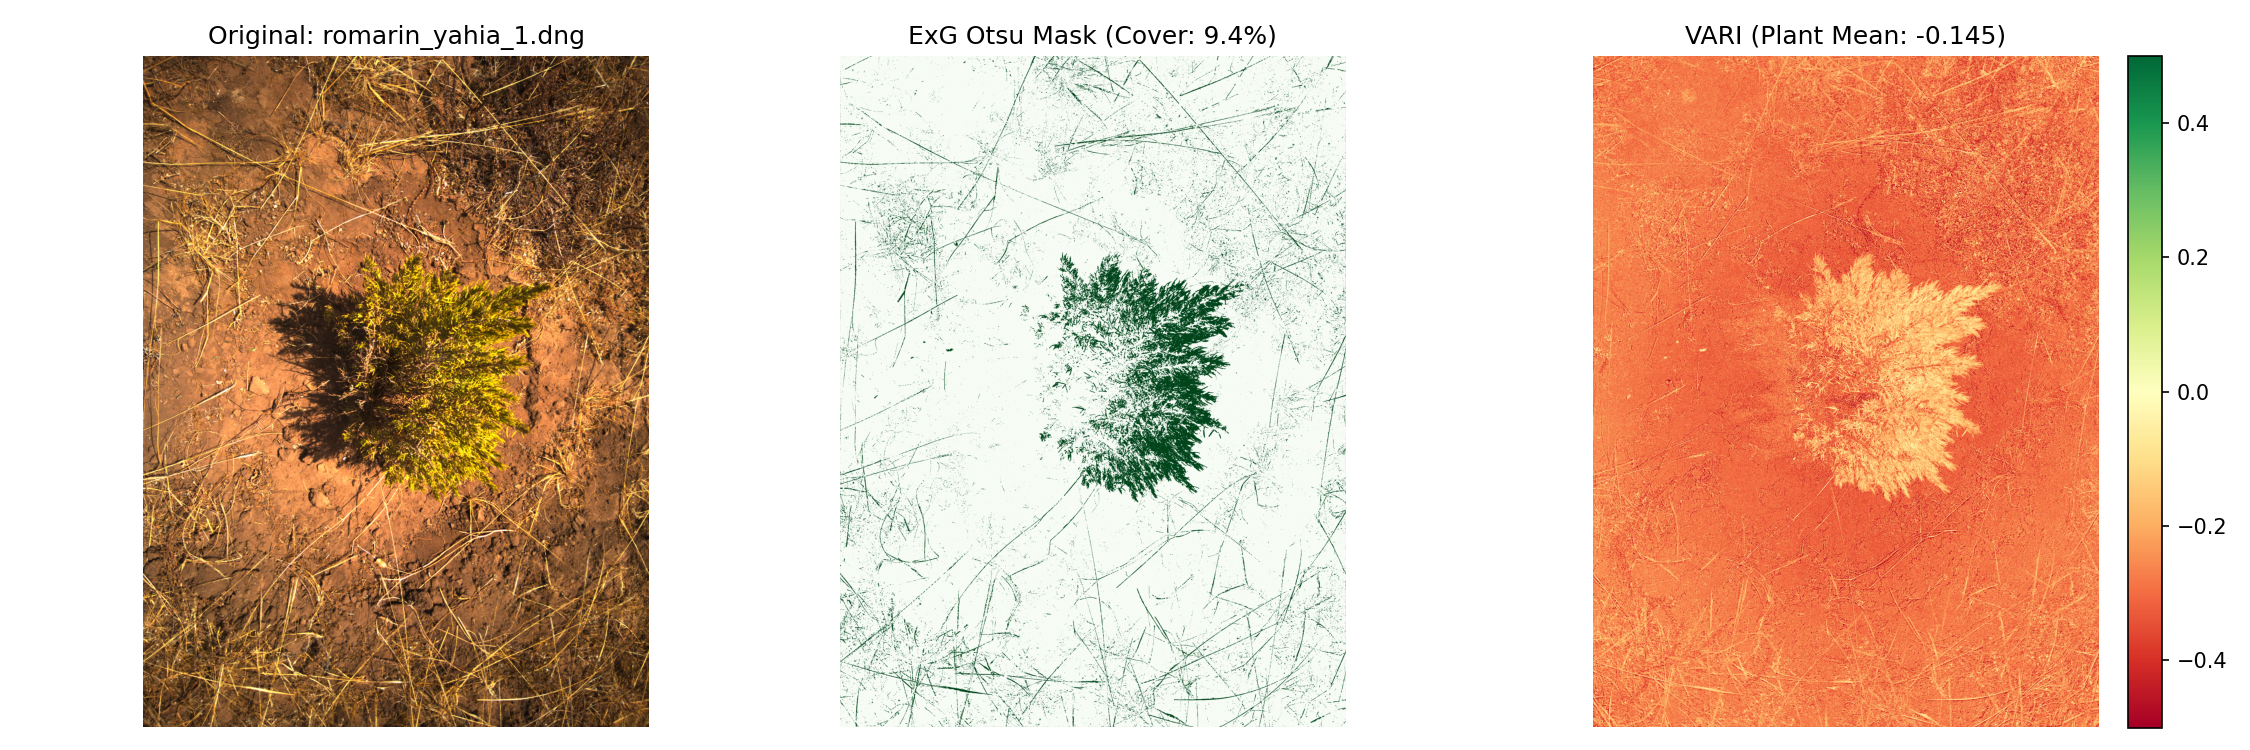 Original: romarin_yahia_1.dng
ExG Otsu Mask (Cover: 9.4%)
VARI (Plant Mean: -0.145)
0.4
0.2
0.0
−0.2
−0.4